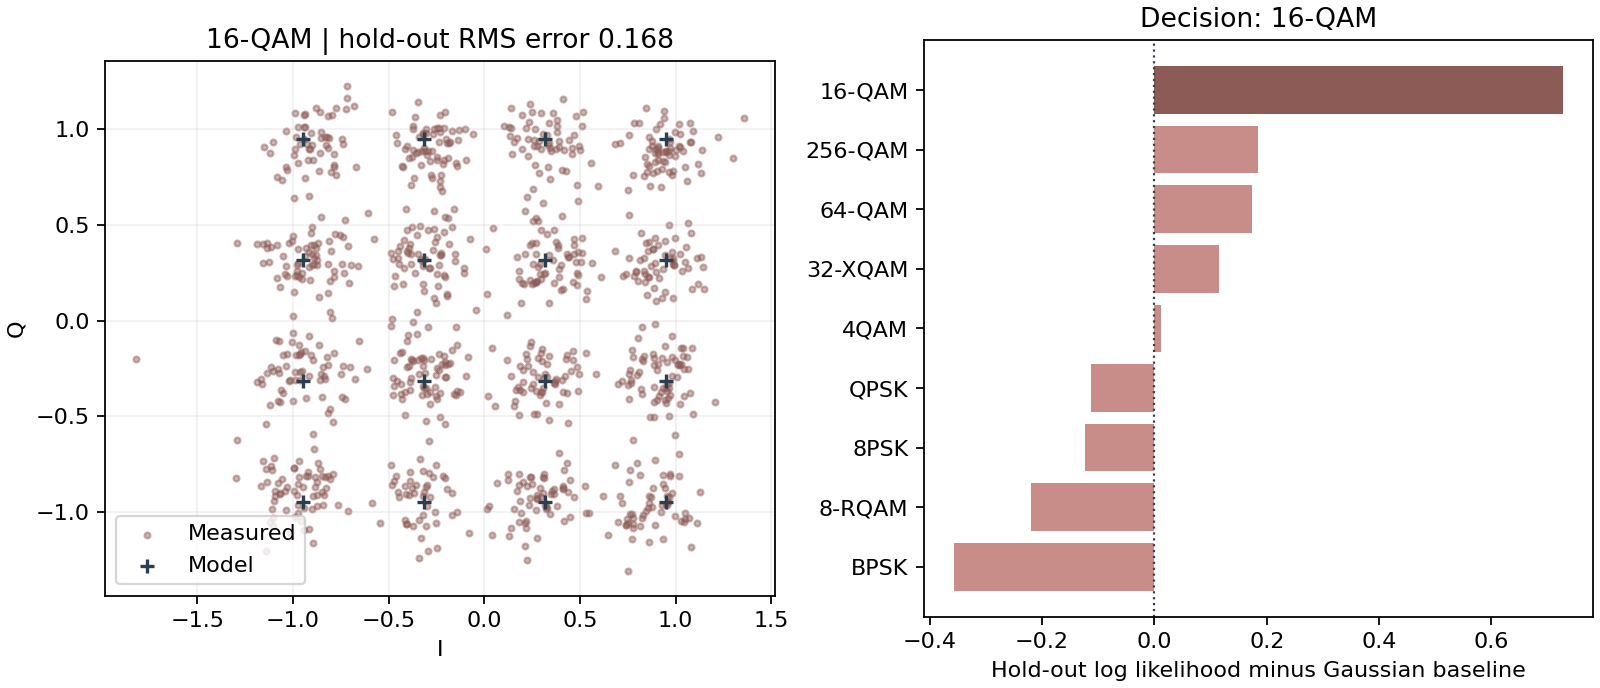 16-QAM | hold-out RMS error 0.168
1.0
0.5
0.0
−0.5
−1.0
Q
Measured
Model
−1.5
−1.0
−0.5
0.0
0.5
1.0
1.5
I
Decision: 16-QAM
16-QAM
256-QAM
64-QAM
32-XQAM
4QAM
QPSK
8PSK
8-RQAM
BPSK
−0.4
−0.2
0.0
0.2
0.4
0.6
Hold-out log likelihood minus Gaussian baseline